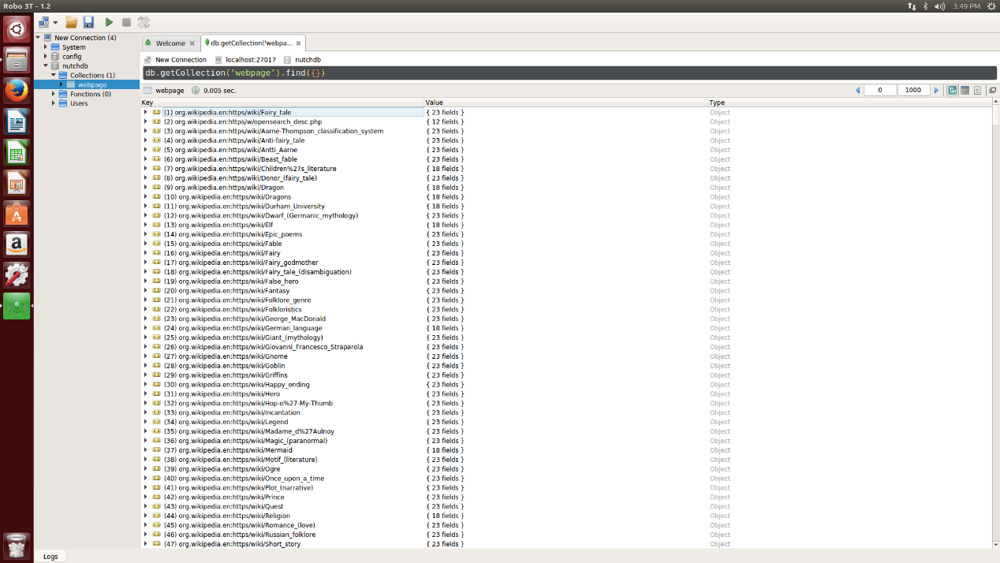 Robo 3T - 1.2
3:49 PM
New Connection (4)
System
config
nutchdb
Collections (1)
webpage
Functions (0)
Users
Welcome
db.getCollection('webpa...
New Connection localhost:27017 nutchdb
db.getCollection('webpage').find({})
webpage 0.005 sec. 0 1000
Key Value Type
(1) org.wikipedia.en:https/wiki/Fairy_tale { 23 fields } Object
(2) org.wikipedia.en:https/w/opensearch_desc.php { 12 fields } Object
(3) org.wikipedia.en:https/wiki/Aarne-Thompson_classification_system { 23 fields } Object
(4) org.wikipedia.en:https/wiki/Anti-fairy_tale { 23 fields } Object
(5) org.wikipedia.en:https/wiki/Antti_Aarne { 23 fields } Object
(6) org.wikipedia.en:https/wiki/Beast_fable { 23 fields } Object
(7) org.wikipedia.en:https/wiki/Children%27s_literature { 18 fields } Object
(8) org.wikipedia.en:https/wiki/Donor_(fairy_tale) { 23 fields } Object
(9) org.wikipedia.en:https/wiki/Dragon { 18 fields } Object
(10) org.wikipedia.en:https/wiki/Dragons { 18 fields } Object
(11) org.wikipedia.en:https/wiki/Durham_University { 18 fields } Object
(12) org.wikipedia.en:https/wiki/Dwarf_(Germanic_mythology) { 23 fields } Object
(13) org.wikipedia.en:https/wiki/Elf { 18 fields } Object
(14) org.wikipedia.en:https/wiki/Epic_poems { 23 fields } Object
(15) org.wikipedia.en:https/wiki/Fable { 23 fields } Object
(16) org.wikipedia.en:https/wiki/Fairy { 23 fields } Object
(17) org.wikipedia.en:https/wiki/Fairy_godmother { 23 fields } Object
(18) org.wikipedia.en:https/wiki/Fairy_tale_(disambiguation) { 23 fields } Object
(19) org.wikipedia.en:https/wiki/False_hero { 23 fields } Object
(20) org.wikipedia.en:https/wiki/Fantasy { 23 fields } Object
(21) org.wikipedia.en:https/wiki/Folklore_genre { 23 fields } Object
(22) org.wikipedia.en:https/wiki/Folkloristics { 23 fields } Object
(23) org.wikipedia.en:https/wiki/George_MacDonald { 23 fields } Object
(24) org.wikipedia.en:https/wiki/German_language { 18 fields } Object
(25) org.wikipedia.en:https/wiki/Giant_(mythology) { 23 fields } Object
(26) org.wikipedia.en:https/wiki/Giovanni_Francesco_Straparola { 23 fields } Object
(27) org.wikipedia.en:https/wiki/Gnome { 23 fields } Object
(28) org.wikipedia.en:https/wiki/Goblin { 23 fields } Object
(29) org.wikipedia.en:https/wiki/Griffins { 23 fields } Object
(30) org.wikipedia.en:https/wiki/Happy_ending { 23 fields } Object
(31) org.wikipedia.en:https/wiki/Hero { 23 fields } Object
(32) org.wikipedia.en:https/wiki/Hop-o%27-My-Thumb { 23 fields } Object
(33) org.wikipedia.en:https/wiki/Incantation { 23 fields } Object
(34) org.wikipedia.en:https/wiki/Legend { 23 fields } Object
(35) org.wikipedia.en:https/wiki/Madame_d%27Aulnoy { 23 fields } Object
(36) org.wikipedia.en:https/wiki/Magic_(paranormal) { 23 fields } Object
(37) org.wikipedia.en:https/wiki/Mermaid { 18 fields } Object
(38) org.wikipedia.en:https/wiki/Motif_(literature) { 23 fields } Object
(39) org.wikipedia.en:https/wiki/Ogre { 23 fields } Object
(40) org.wikipedia.en:https/wiki/Once_upon_a_time { 23 fields } Object
(41) org.wikipedia.en:https/wiki/Plot_(narrative) { 23 fields } Object
(42) org.wikipedia.en:https/wiki/Prince { 23 fields } Object
(43) org.wikipedia.en:https/wiki/Quest { 23 fields } Object
(44) org.wikipedia.en:https/wiki/Religion { 18 fields } Object
(45) org.wikipedia.en:https/wiki/Romance_(love) { 23 fields } Object
(46) org.wikipedia.en:https/wiki/Russian_folklore { 23 fields } Object
(47) org.wikipedia.en:https/wiki/Short_story { 23 fields } Object
Logs